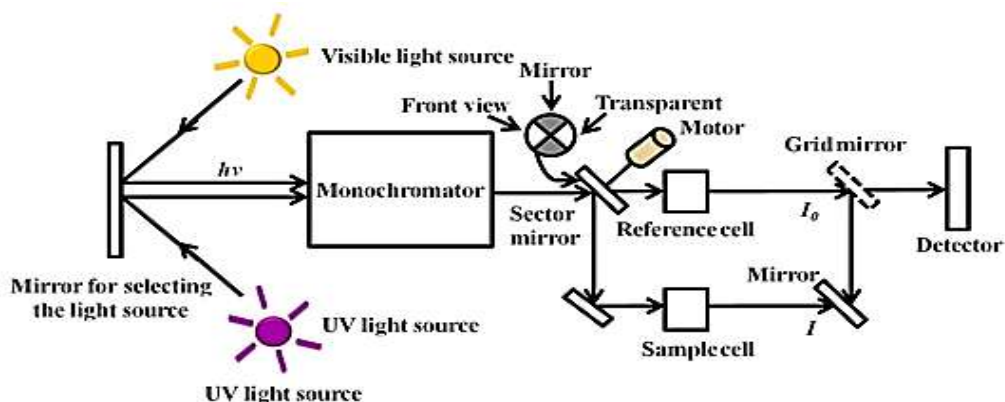 Visible light source
Mirror
Front view
Transparent
Motor
Grid mirror
hν
Monochromator
Sector
mirror
Reference cell
I₀
Detector
Mirror for selecting
the light source
Mirror
UV light source
I
Sample cell
UV light source